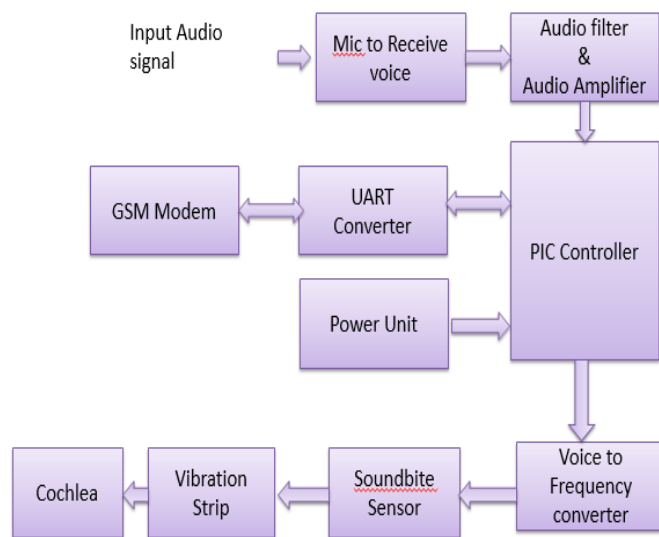 Input Audio
signal
Mic to Receive
voice
Audio filter
&
Audio Amplifier
GSM Modem
UART
Converter
PIC Controller
Power Unit
Cochlea
Vibration
Strip
Soundbite
Sensor
Voice to
Frequency
converter